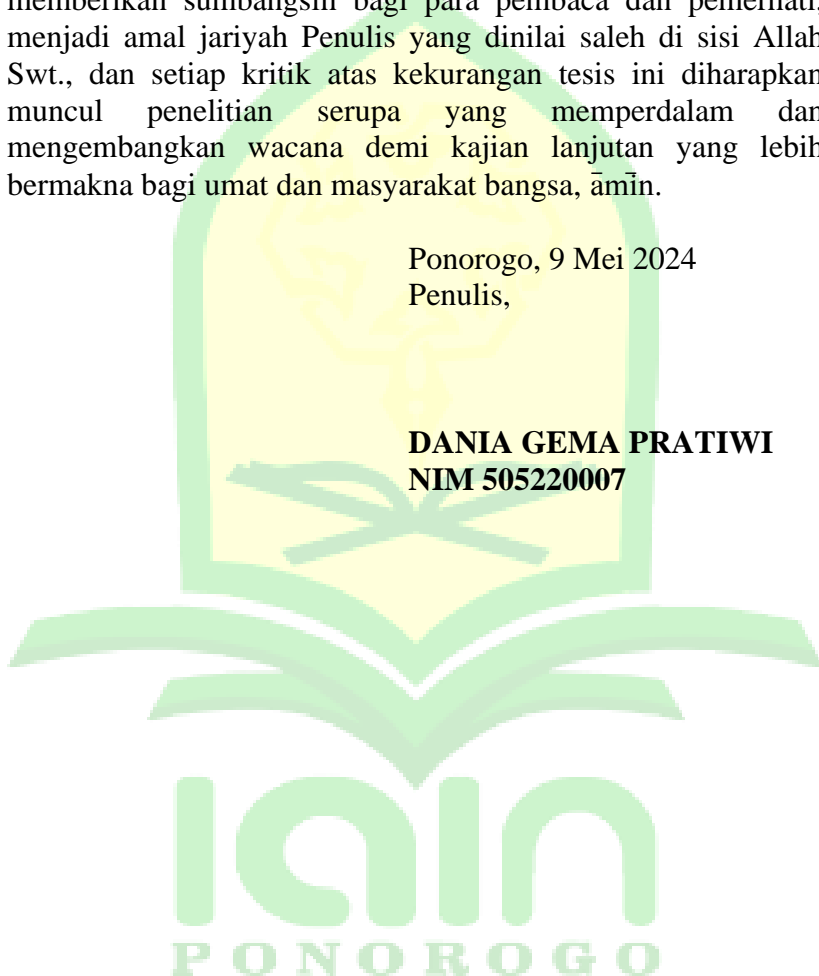 memberikan sumbangsih bagi para pembaca dan pemerhati,
menjadi amal jariyah Penulis yang dinilai saleh di sisi Allah
Swt., dan setiap kritik atas kekurangan tesis ini diharapkan
muncul penelitian serupa yang memperdalam dan
mengembangkan wacana demi kajian lanjutan yang lebih
bermakna bagi umat dan masyarakat bangsa, āmīn.
Ponorogo, 9 Mei 2024
Penulis,
DANIA GEMA PRATIWI
NIM 505220007
iain
PONOROGO